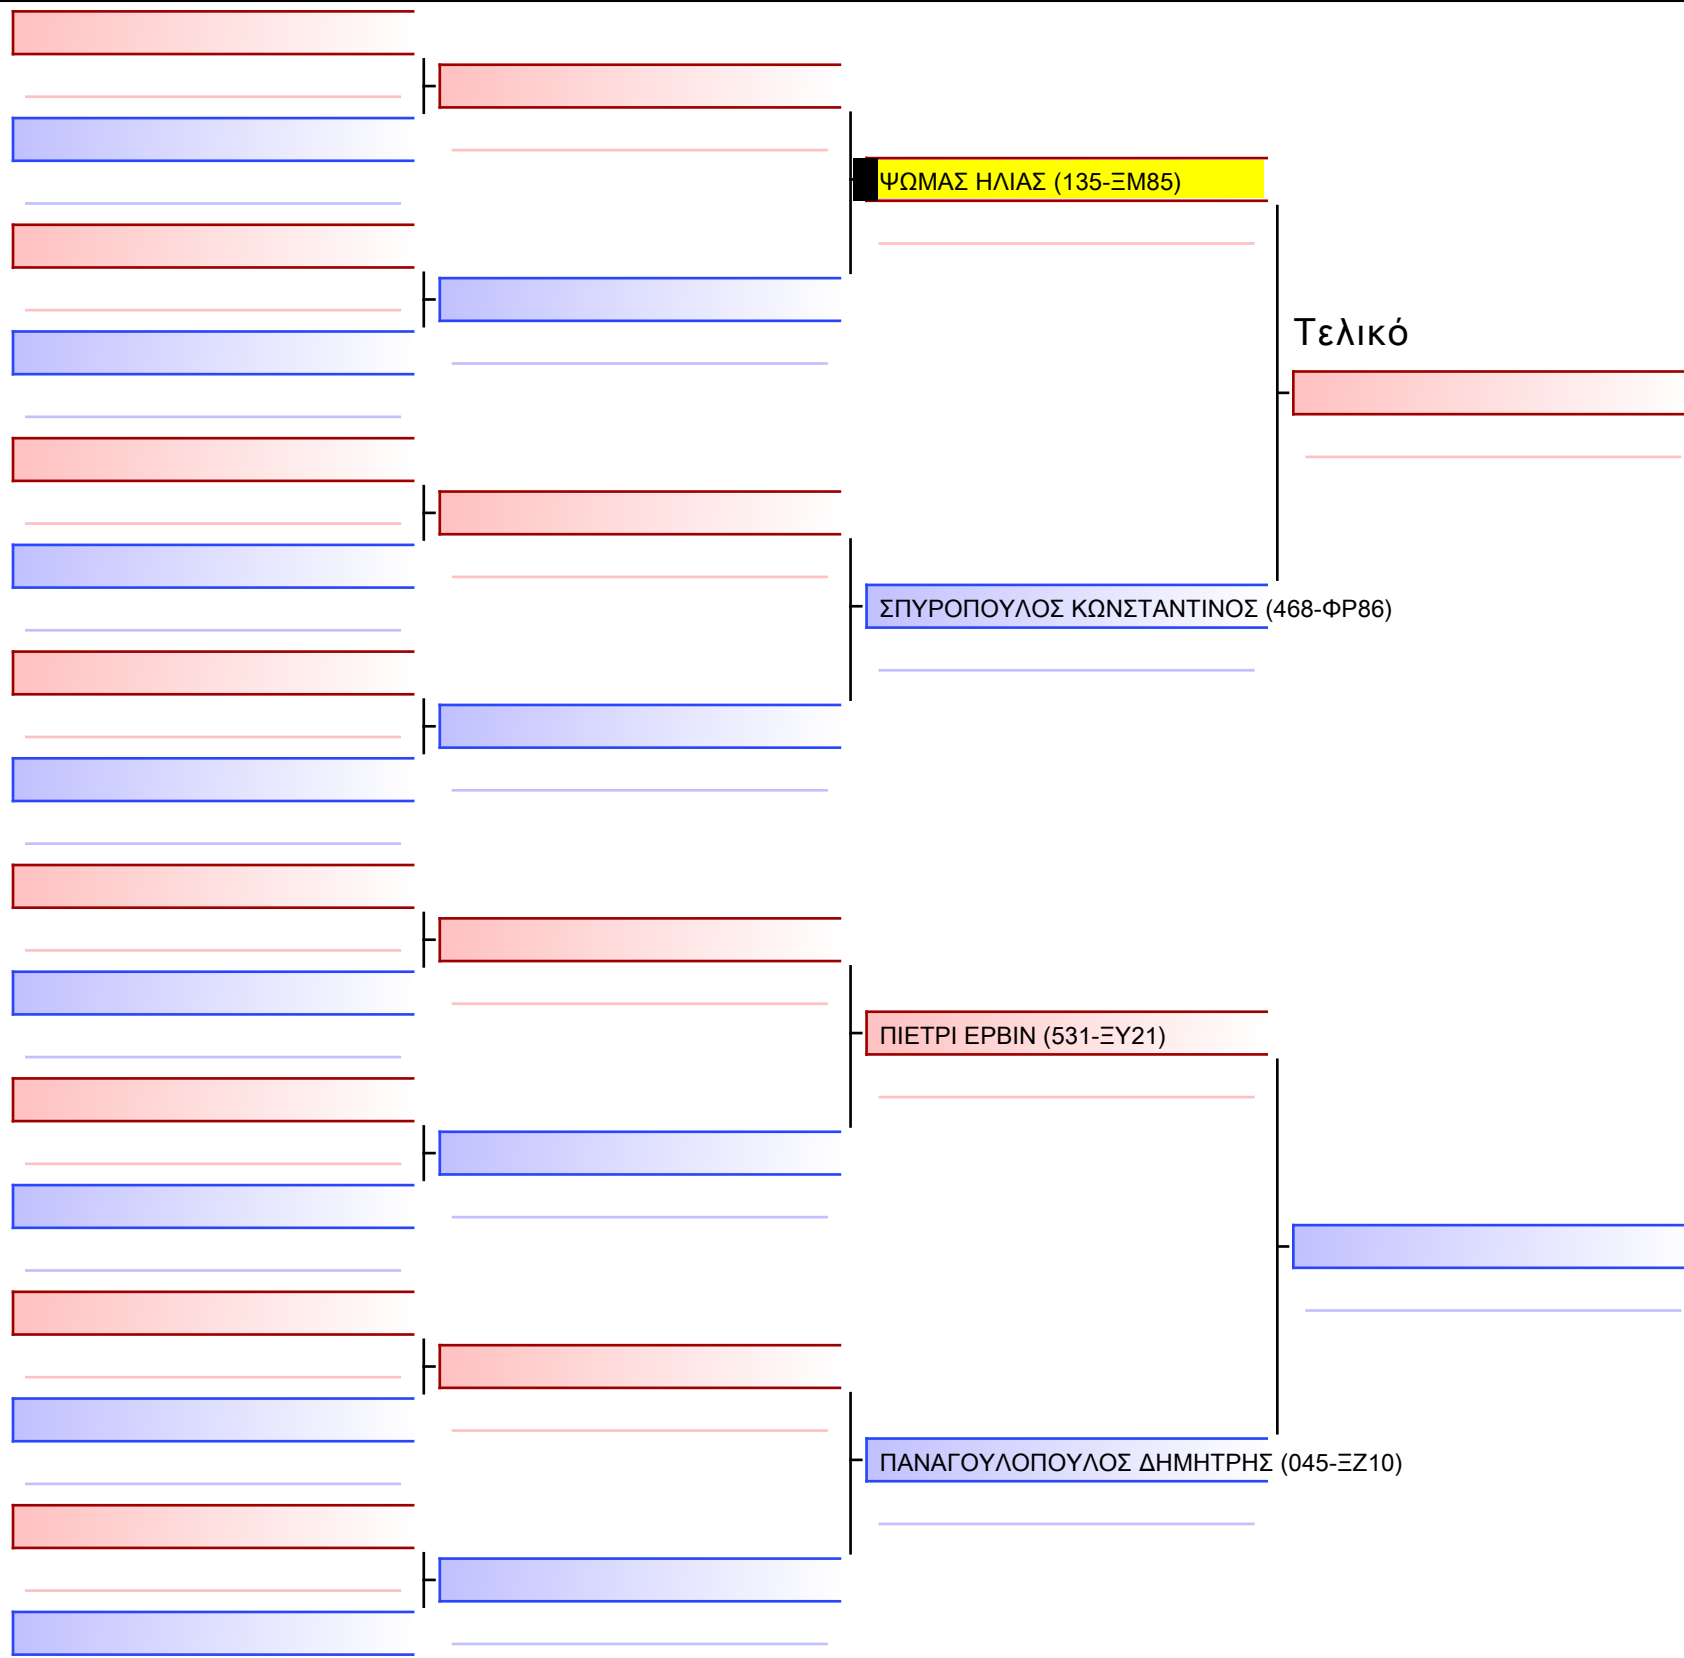 ΨΩΜΑΣ ΗΛΙΑΣ (135-ΞΜ85)
Τελικό
ΣΠΥΡΟΠΟΥΛΟΣ ΚΩΝΣΤΑΝΤΙΝΟΣ (468-ΦΡ86)
ΠΙΕΤΡΙ ΕΡΒΙΝ (531-ΞΥ21)
ΠΑΝΑΓΟΥΛΟΠΟΥΛΟΣ ΔΗΜΗΤΡΗΣ (045-ΞΖ10)